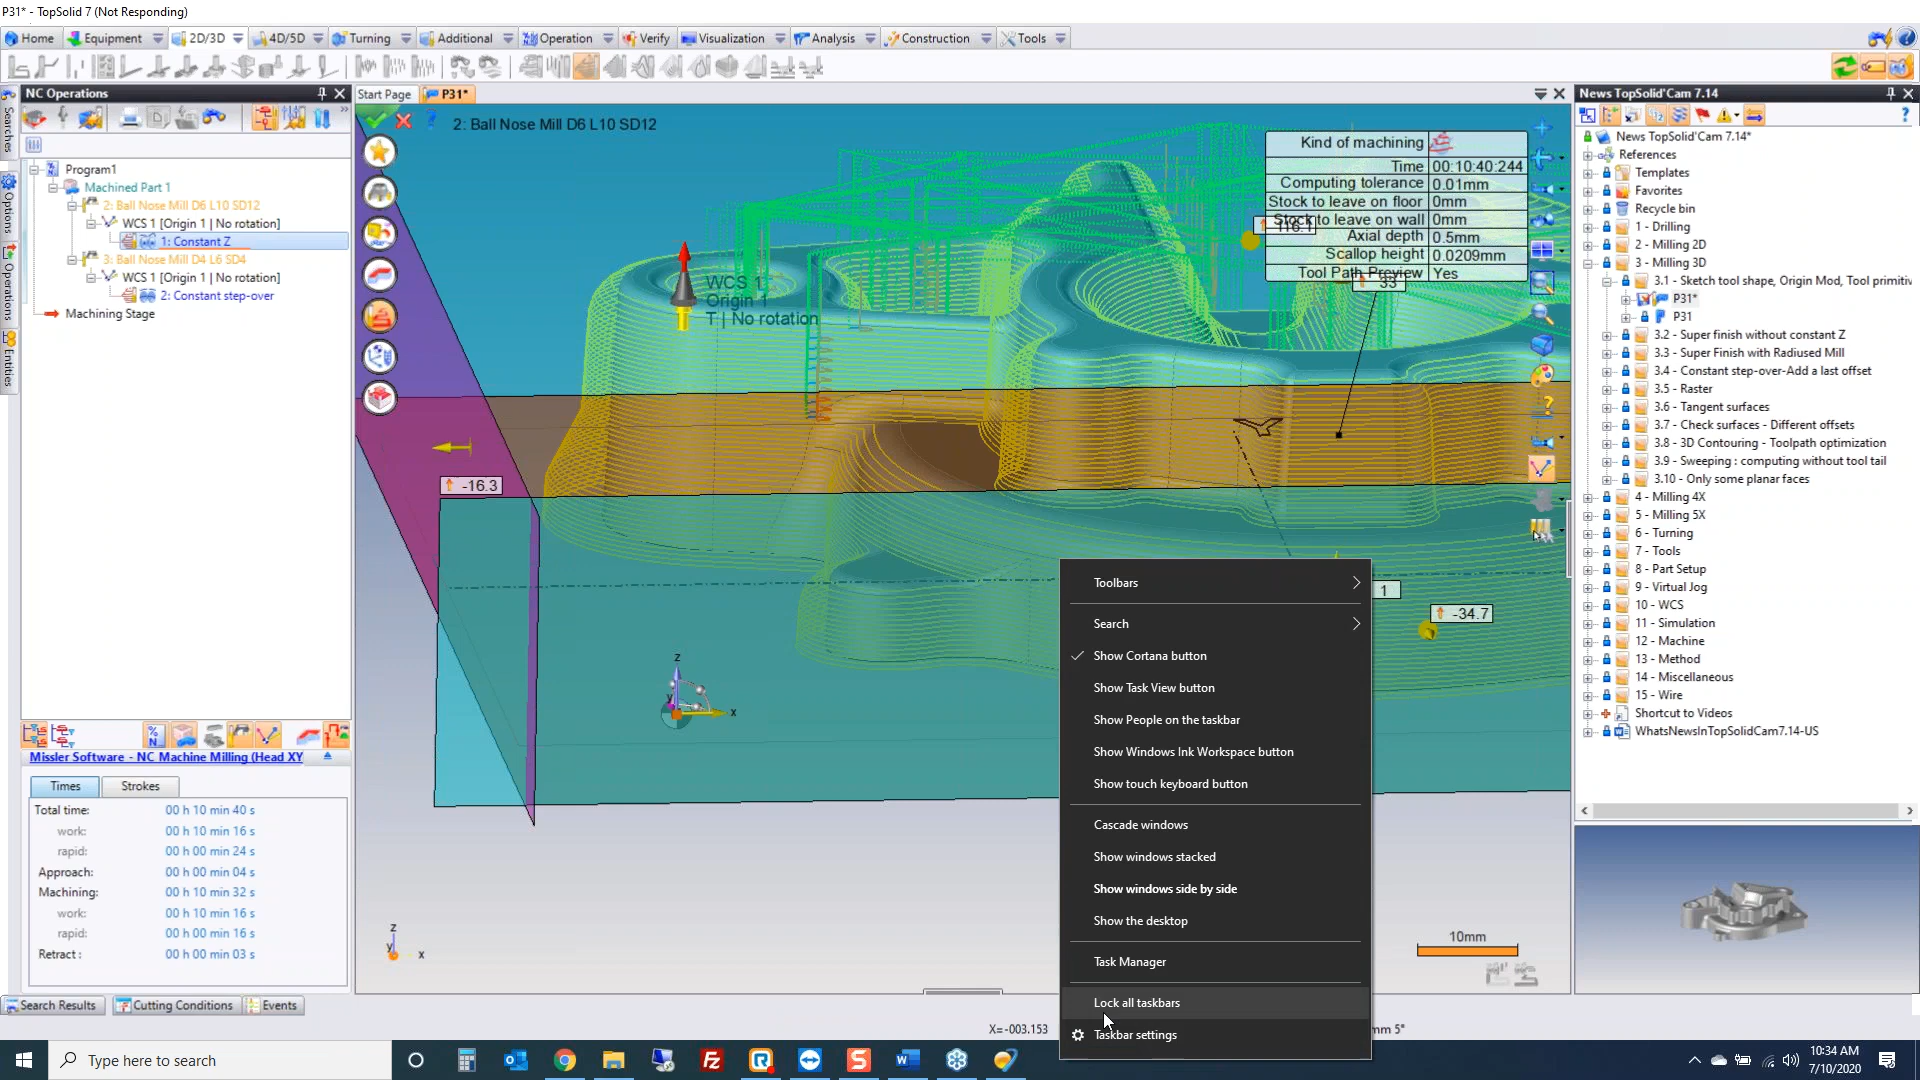 P31* - TopSolid 7 (Not Responding)
Home
Equipment
2D/3D
4D/5D
Turning
Additional
Operation
Verify
Visualization
Analysis
Construction
Tools
Searches
Options
Operations
Entities
NC Operations
Program1
Machined Part 1
2: Ball Nose Mill D6 L10 SD12
WCS 1 [Origin 1 | No rotation]
1: Constant Z
3: Ball Nose Mill D4 L6 SD4
WCS 1 [Origin 1 | No rotation]
2: Constant step-over
Machining Stage
Missler Software - NC Machine Milling (Head XY
Times
Strokes
Total time: 00 h 10 min 40 s
work: 00 h 10 min 16 s
rapid: 00 h 00 min 24 s
Approach: 00 h 00 min 04 s
Machining: 00 h 10 min 32 s
work: 00 h 10 min 16 s
rapid: 00 h 00 min 16 s
Retract : 00 h 00 min 03 s
Search Results
Cutting Conditions
Events
Start Page
P31*
2: Ball Nose Mill D6 L10 SD12
WCS 1
Origin 1
T | No rotation
Kind of machining
Time 00:10:40:244
Computing tolerance 0.01mm
Stock to leave on floor 0mm
Stock to leave on wall 0mm
Axial depth 0.5mm
Scallop height 0.0209mm
Tool Path Preview Yes
116.1
33
-16.3
1
-34.7
z
y
x
z
y
x
10mm
X=-003.153
mm 5°
Toolbars
Search
Show Cortana button
Show Task View button
Show People on the taskbar
Show Windows Ink Workspace button
Show touch keyboard button
Cascade windows
Show windows stacked
Show windows side by side
Show the desktop
Task Manager
Lock all taskbars
Taskbar settings
News TopSolid'Cam 7.14
News TopSolid'Cam 7.14*
References
Templates
Favorites
Recycle bin
1 - Drilling
2 - Milling 2D
3 - Milling 3D
3.1 - Sketch tool shape, Origin Mod, Tool primitiv
P31*
P31
3.2 - Super finish without constant Z
3.3 - Super Finish with Radiused Mill
3.4 - Constant step-over-Add a last offset
3.5 - Raster
3.6 - Tangent surfaces
3.7 - Check surfaces - Different offsets
3.8 - 3D Contouring - Toolpath optimization
3.9 - Sweeping : computing without tool tail
3.10 - Only some planar faces
4 - Milling 4X
5 - Milling 5X
6 - Turning
7 - Tools
8 - Part Setup
9 - Virtual Jog
10 - WCS
11 - Simulation
12 - Machine
13 - Method
14 - Miscellaneous
15 - Wire
Shortcut to Videos
WhatsNewsInTopSolidCam7.14-US
Type here to search
10:34 AM
7/10/2020